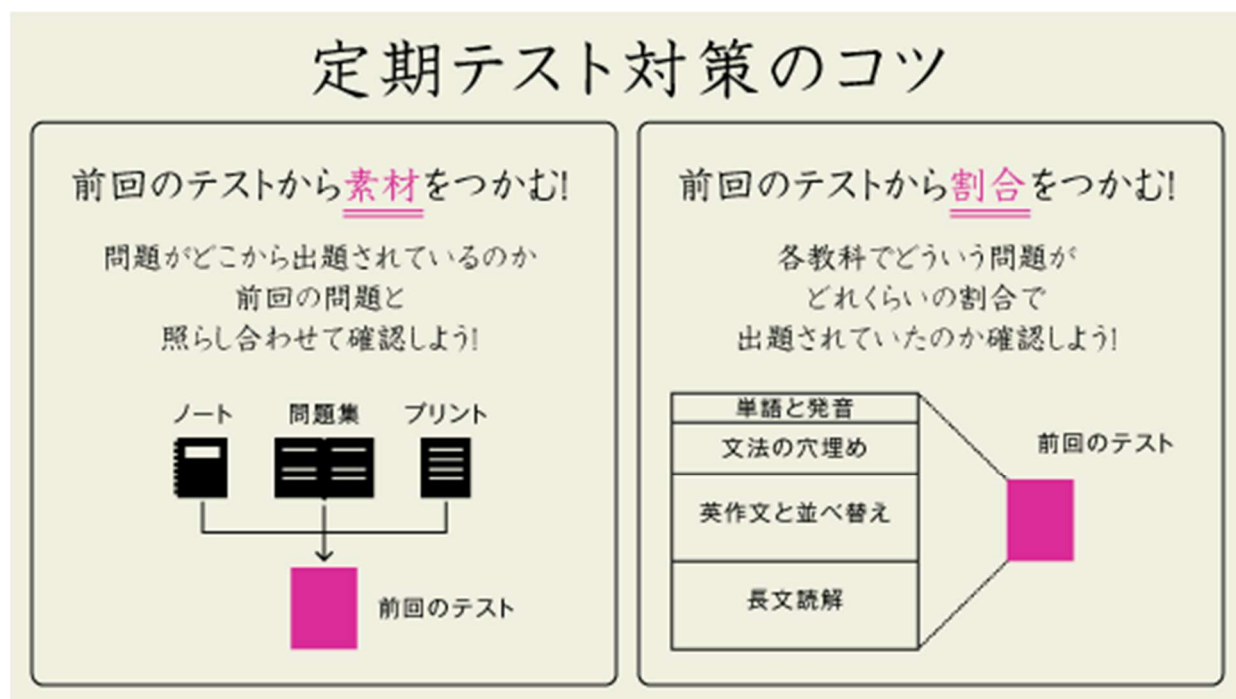 定期テスト対策のコツ
前回のテストから素材をつかむ!
問題がどこから出題されているのか
前回の問題と
照らし合わせて確認しよう!
ノート 問題集 プリント
前回のテスト
前回のテストから割合をつかむ!
各教科でどういう問題が
どれくらいの割合で
出題されていたのか確認しよう!
単語と発音
文法の穴埋め
英作文と並べ替え
長文読解
前回のテスト